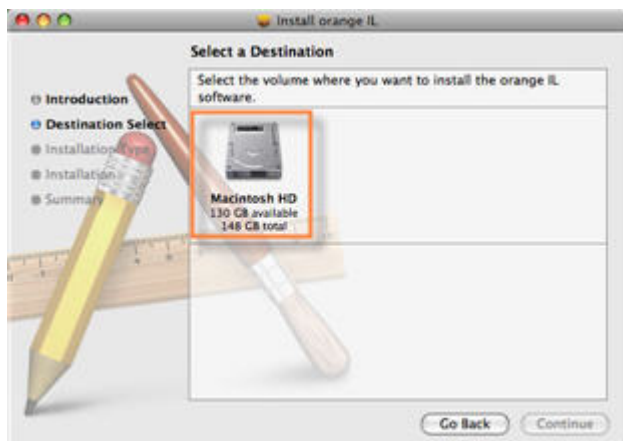 Install orange IL
Select a Destination
Introduction
Destination Select
Installation Type
Installation
Summary
Select the volume where you want to install the orange IL
software.
Macintosh HD
130 GB available
148 GB total
Go Back
Continue